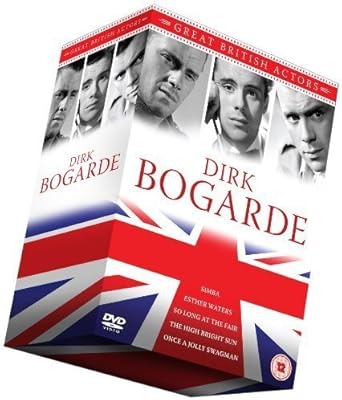 GREAT BRITISH ACTORS
GREAT BRITISH ACTORS
DIRK
BOGARDE
DIRK
BOGARDE
SIMBA
ESTHER WATERS
SO LONG AT THE FAIR
THE HIGH BRIGHT SUN
ONCE A JOLLY SWAGMAN
DVD
VIDEO
12